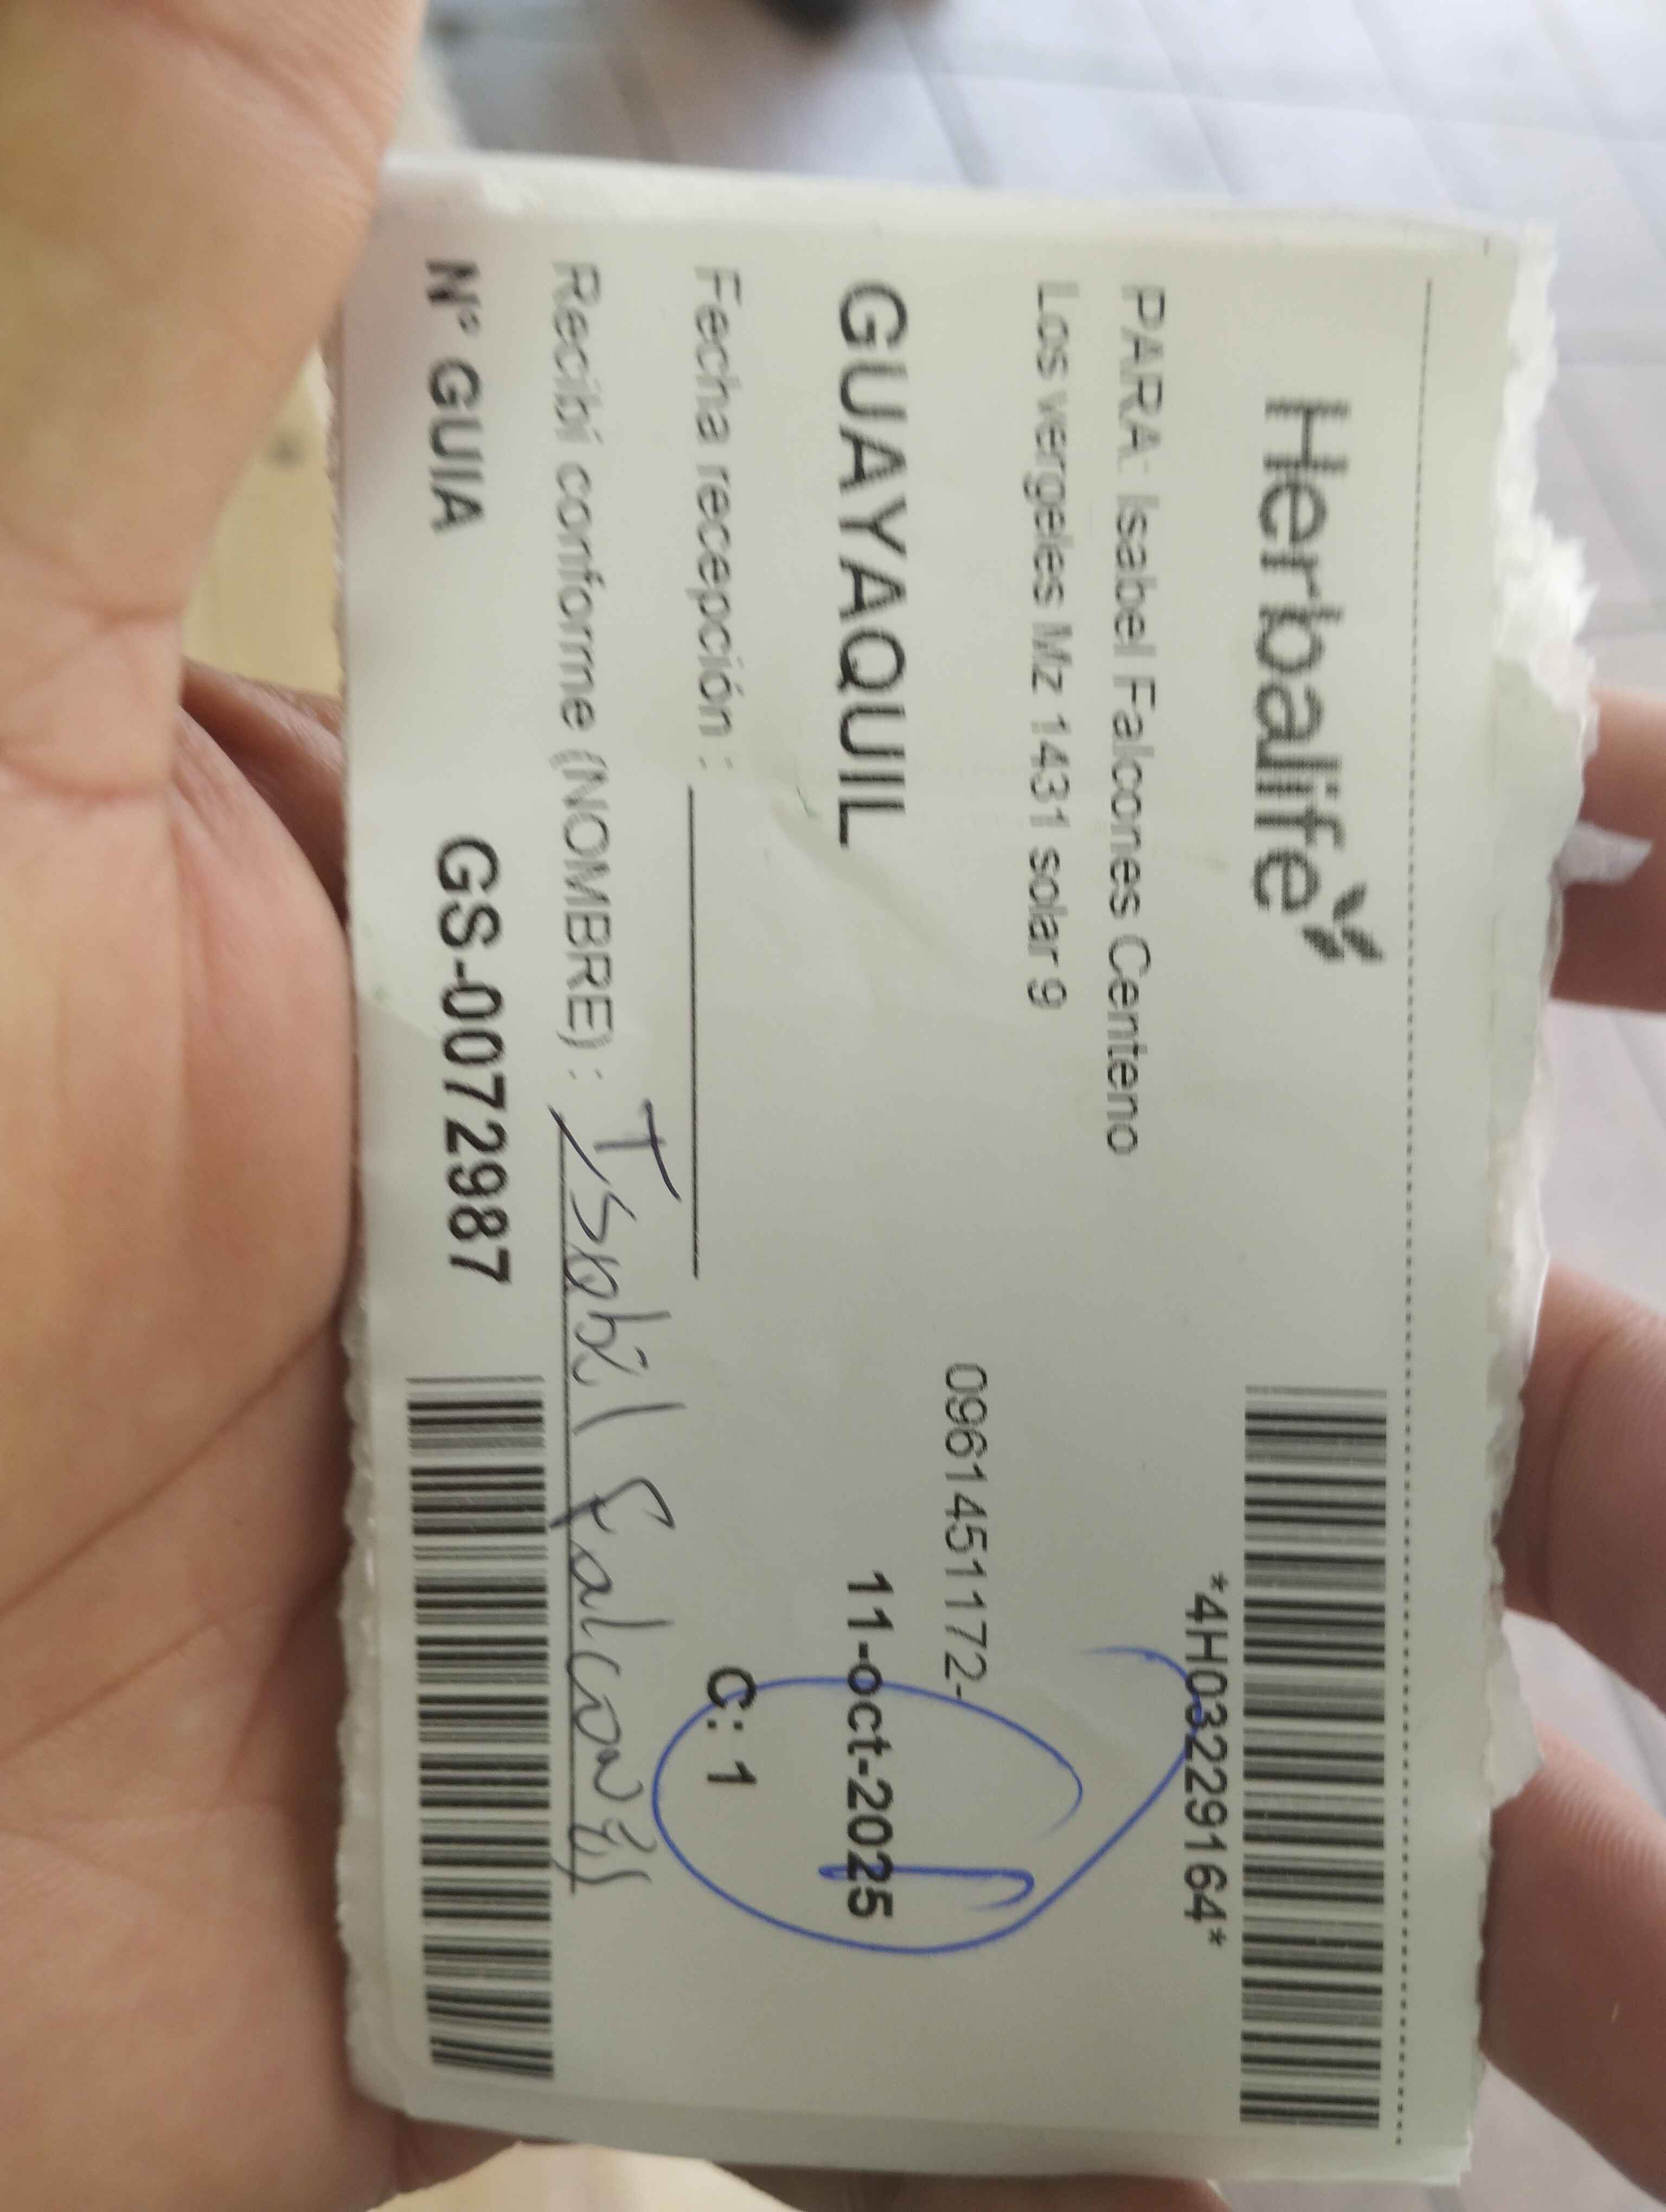 Herbalife
*4H03229164*
PARA: Isabel Falcones Centeno
Los vergeles Mz 1431 solar 9
0961451172-
GUAYAQUIL
11-oct-2025
Fecha recepción :
C: 1
Recibí conforme (NOMBRE) : Isabel Falcones
N° GUIA
GS-0072987